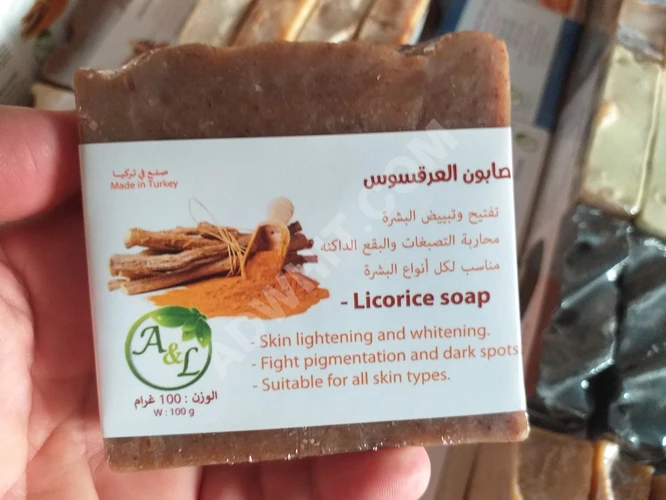 صنع في تركيا
Made in Turkey
صابون العرقسوس
تفتيح وتبييض البشرة
محاربة التصبغات والبقع الداكنه
مناسب لكل أنواع البشرة
- Licorice soap
- Skin lightening and whitening.
- Fight pigmentation and dark spots
- Suitable for all skin types.
A&L
الوزن : 100 غرام
W : 100 g